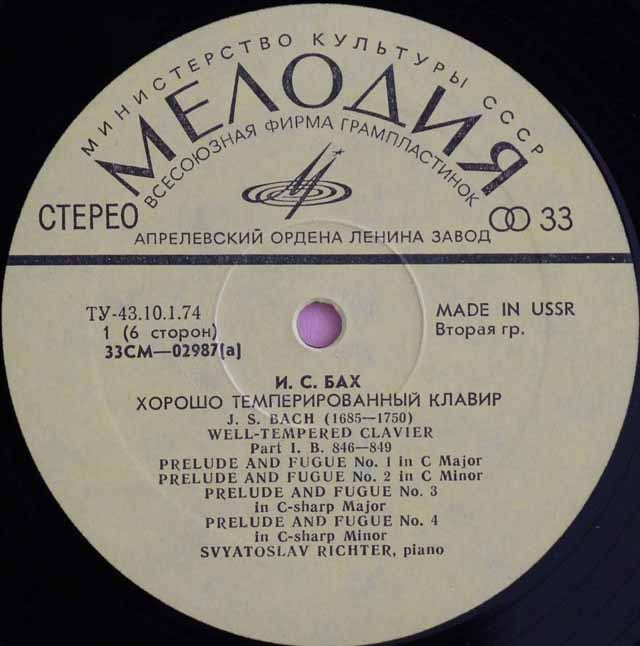 МИНИСТЕРСТВО КУЛЬТУРЫ СССР
МЕЛОДИЯ
ВСЕСОЮЗНАЯ ФИРМА ГРАМПЛАСТИНОК
СТЕРЕО
33
АПРЕЛЕВСКИЙ ОРДЕНА ЛЕНИНА ЗАВОД
ТУ-43.10.1.74
1 (6 сторон)
33СМ—02987(а)
MADE IN USSR
Вторая гр.
И. С. БАХ
ХОРОШО ТЕМПЕРИРОВАННЫЙ КЛАВИР
J. S. BACH (1685—1750)
WELL-TEMPERED CLAVIER
Part I. B. 846—849
PRELUDE AND FUGUE No. 1 in C Major
PRELUDE AND FUGUE No. 2 in C Minor
PRELUDE AND FUGUE No. 3
in C-sharp Major
PRELUDE AND FUGUE No. 4
in C-sharp Minor
SVYATOSLAV RICHTER, piano